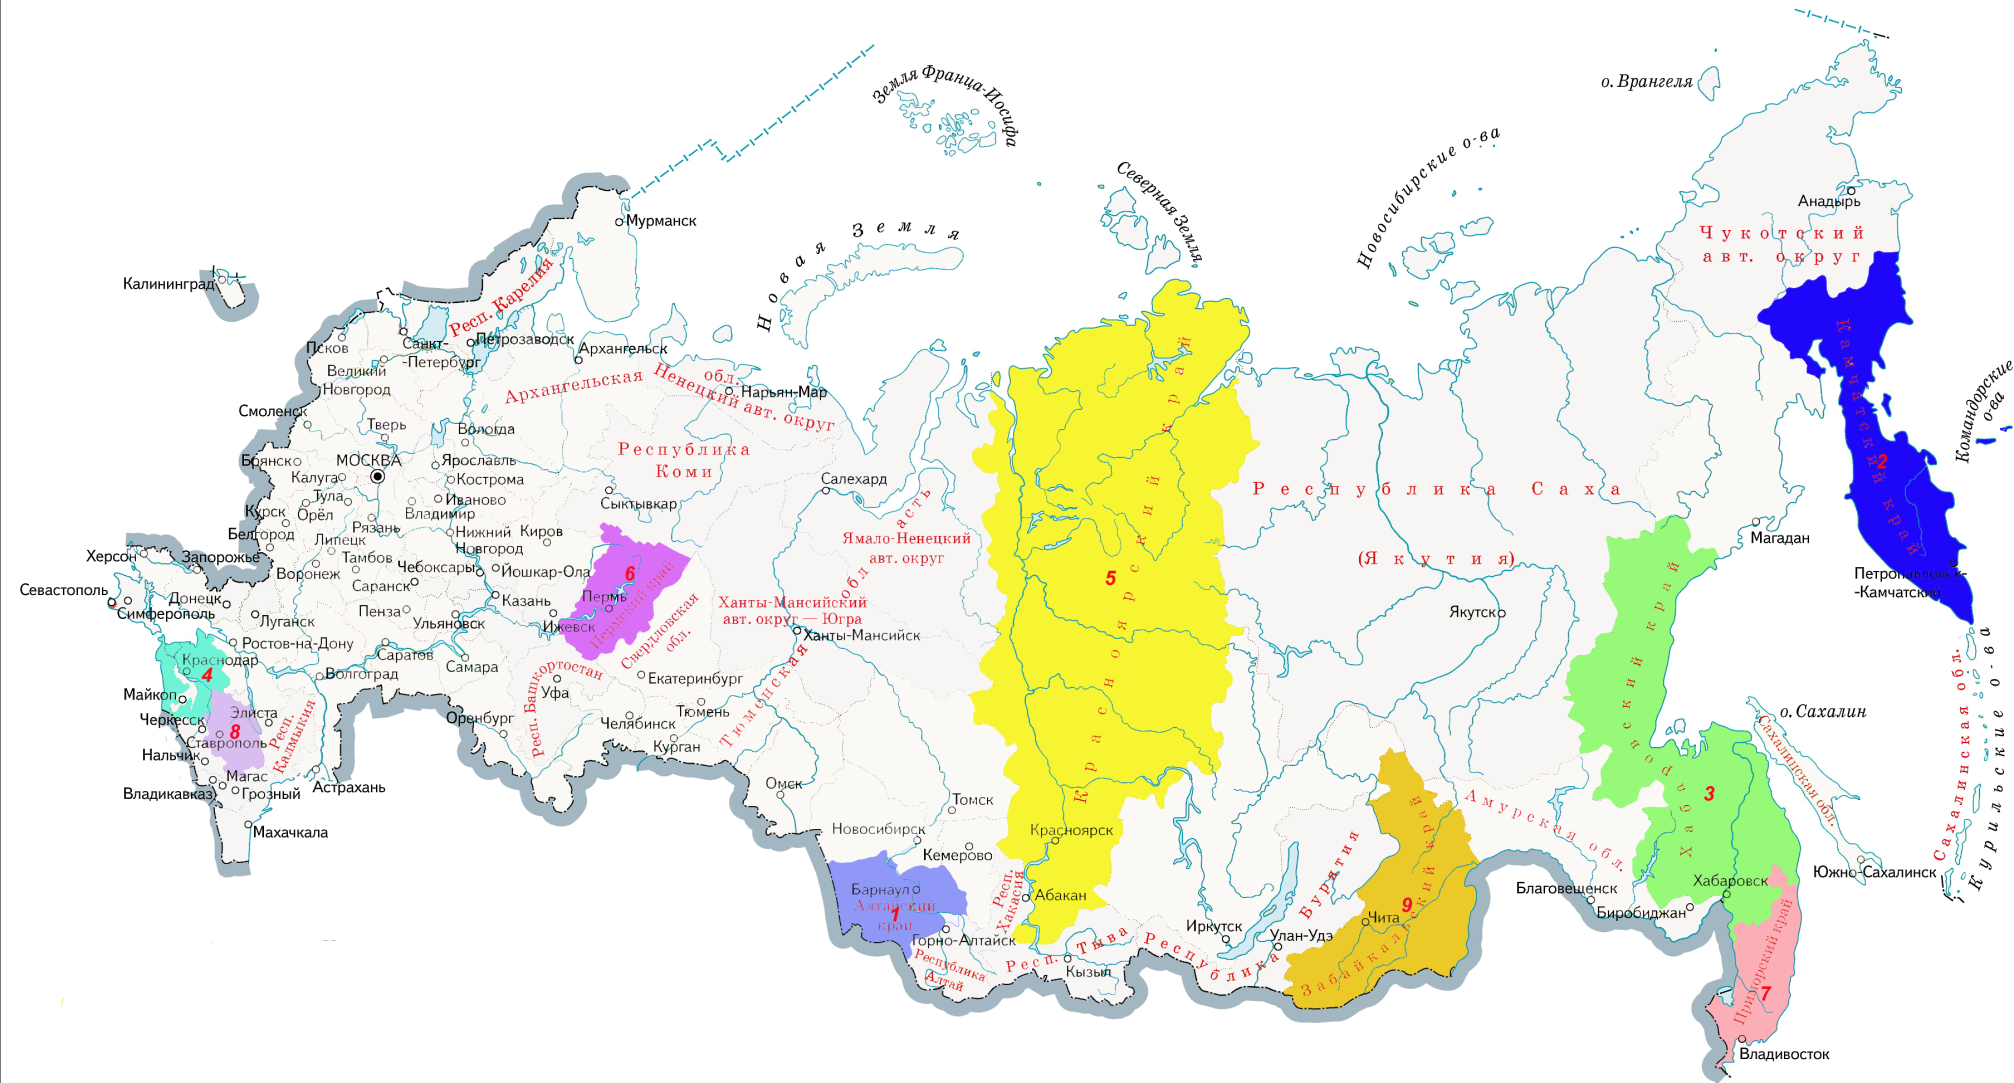 Земля Франца-Иосифа
о. Врангеля
Новосибирские о-ва
Северная Земля
Новая Земля
Анадырь
Чукотский
авт. округ
Мурманск
Калининград
Респ. Карелия
Псков
Санкт-
-Петербург
Петрозаводск
Архангельск
Великий
Новгород
Архангельская обл.
Ненецкий авт. округ
Нарьян-Мар
Камчатский край
2
Командорские
о-ва
Смоленск
Тверь
Вологда
Республика
Коми
Брянск
МОСКВА
Ярославль
Калуга
Кострома
Тула
Иваново
Салехард
Сыктывкар
Курск
Орёл
Владимир
Рязань
Белгород
Липецк
Нижний
Новгород
Киров
Ямало-Ненецкий
авт. округ
Красноярский край
5
Республика Саха
(Якутия)
Магадан
Херсон
Запорожье
Тамбов
Чебоксары
Йошкар-Ола
Воронеж
Саранск
6
Пермь
Пермский край
Севастополь
Симферополь
Донецк
Луганск
Пенза
Казань
Ульяновск
Ижевск
Свердловская
обл.
Ханты-Мансийский
авт. округ — Югра
Ханты-Мансийск
Якутск
Петропавловск-
-Камчатский
Ростов-на-Дону
Краснодар
4
Саратов
Самара
Волгоград
Респ. Башкортостан
Уфа
Екатеринбург
Тюменская область
Тюмень
Майкоп
Черкесск
Элиста
Респ.
Калмыкия
8
Ставрополь
Оренбург
Челябинск
Курган
Нальчик
Магас
Владикавказ
Грозный
Астрахань
Махачкала
Омск
Томск
Новосибирск
Кемерово
Красноярск
Барнаул
Алтайский
край
1
Горно-Алтайск
Республика
Алтай
Респ.
Хакасия
Абакан
Респ. Тыва
Кызыл
Иркутск
Республика Бурятия
Улан-Удэ
Чита
9
Забайкальский край
Амурская обл.
Благовещенск
Биробиджан
Хабаровск
Хабаровский край
3
о. Сахалин
Сахалинская обл.
Южно-Сахалинск
Сахалинская обл.
Курильские о-ва
Приморский край
7
Владивосток